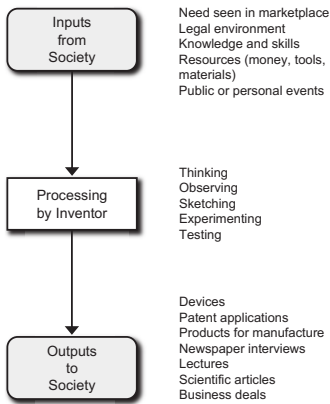 Inputs
from
Society
Need seen in marketplace
Legal environment
Knowledge and skills
Resources (money, tools,
materials)
Public or personal events
Processing
by Inventor
Thinking
Observing
Sketching
Experimenting
Testing
Outputs
to
Society
Devices
Patent applications
Products for manufacture
Newspaper interviews
Lectures
Scientific articles
Business deals